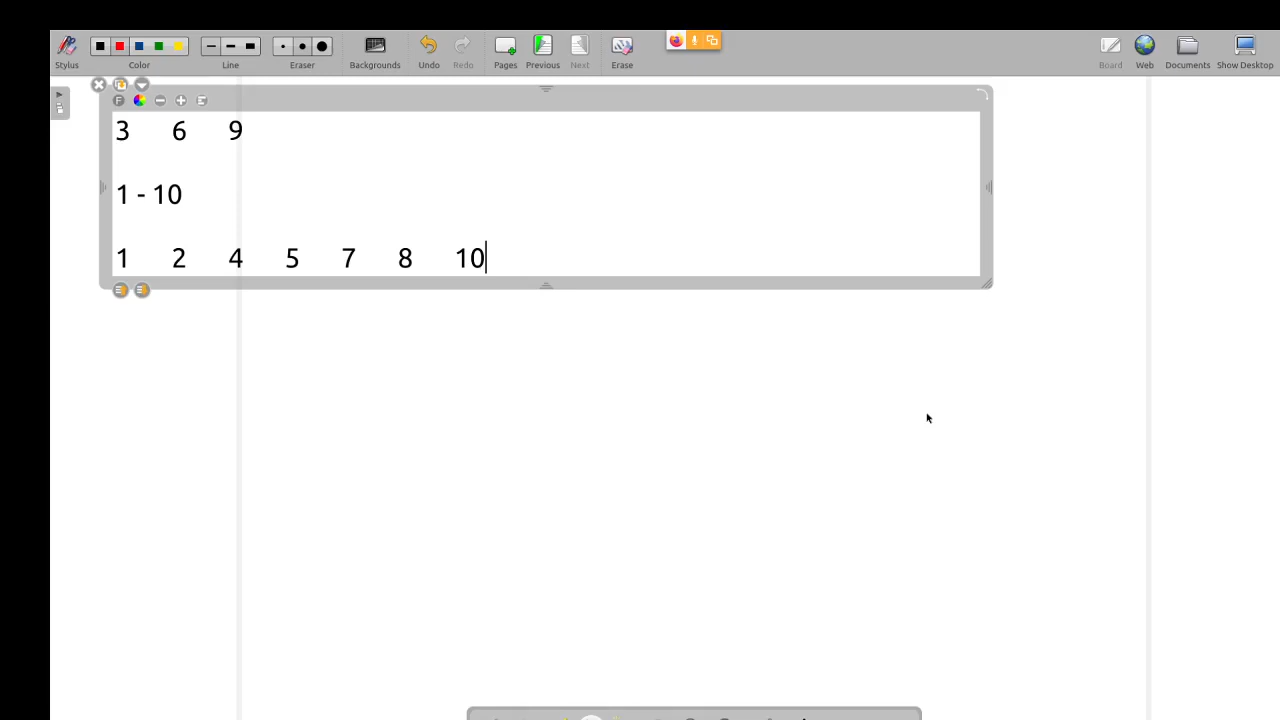 Stylus Color Line Eraser Backgrounds Undo Redo Pages Previous Next Erase Board Web Documents Show Desktop
3 6 9
1 - 10
1 2 4 5 7 8 10